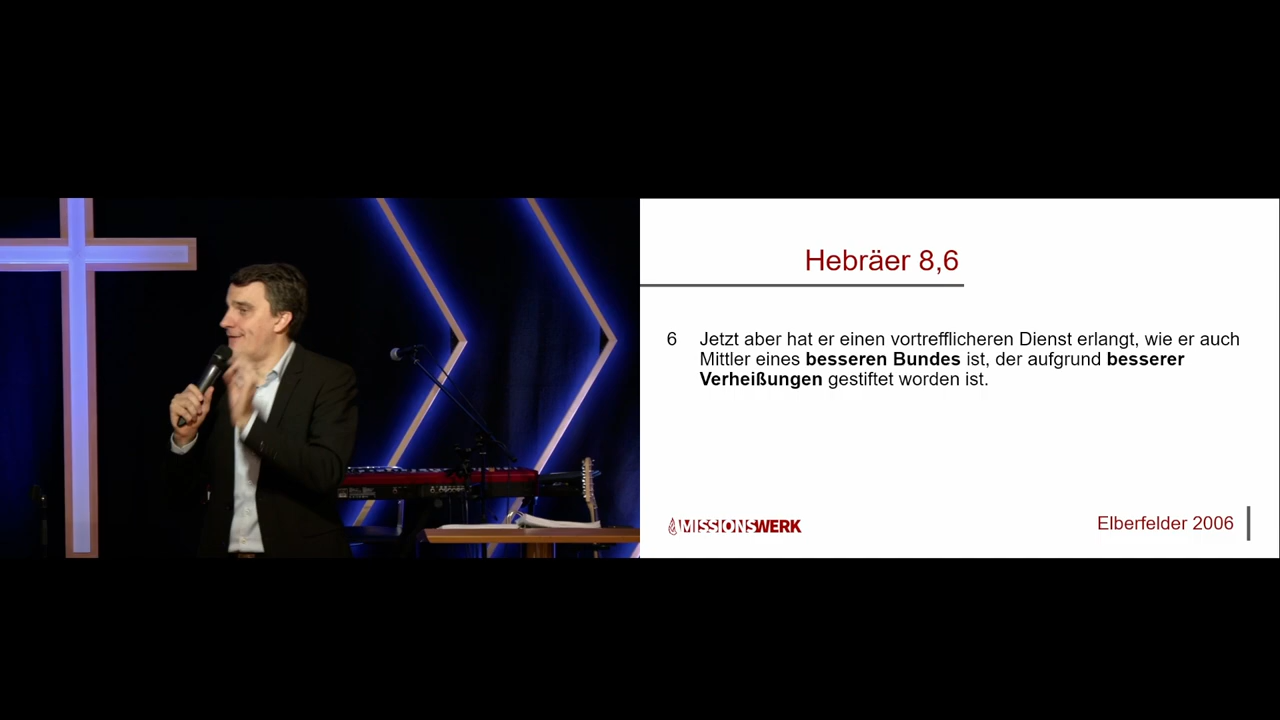 Hebräer 8,6
6 Jetzt aber hat er einen vortrefflicheren Dienst erlangt, wie er auch
Mittler eines besseren Bundes ist, der aufgrund besserer
Verheißungen gestiftet worden ist.
MISSIONSWERK
Elberfelder 2006